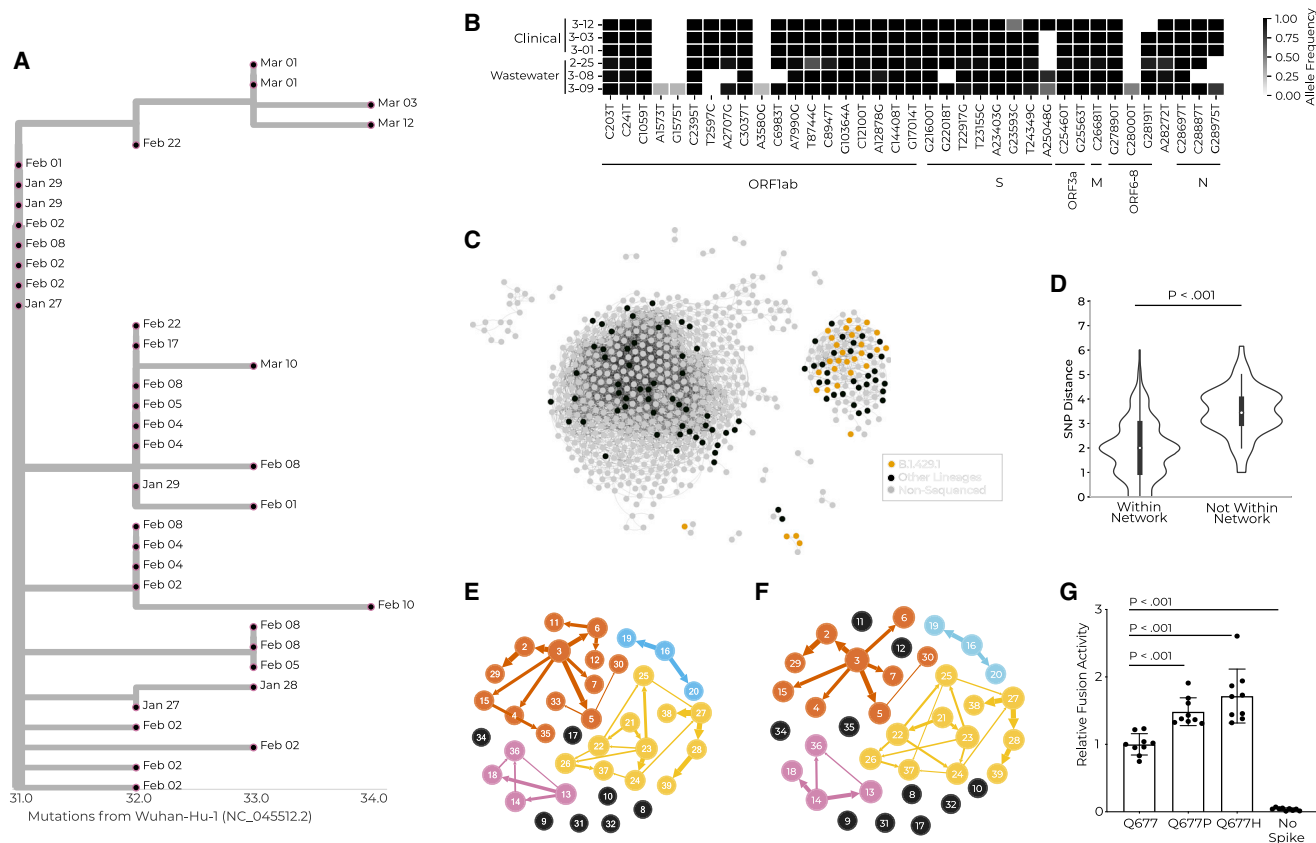 A
Mar 01
Mar 01
Mar 03
Mar 12
Feb 22
Feb 01
Jan 29
Jan 29
Feb 02
Feb 08
Feb 02
Feb 02
Jan 27
Feb 22
Feb 17
Mar 10
Feb 08
Feb 05
Feb 04
Feb 04
Feb 08
Jan 29
Feb 01
Feb 08
Feb 04
Feb 04
Feb 02
Feb 10
Feb 08
Feb 08
Feb 05
Jan 28
Jan 27
Feb 02
Feb 02
Feb 02
Feb 02
31.0 32.0 33.0 34.0
Mutations from Wuhan-Hu-1 (NC_045512.2)
B
Clinical
3-12
3-03
3-01
Wastewater
2-25
3-08
3-09
C203T
C241T
C1059T
A1573T
G1575T
C2395T
T2597C
A2707G
C3037T
A3580G
C6983T
A7990G
T8744C
C8947T
G10364A
C12100T
A12878G
C14408T
G17014T
G21600T
G22018T
T22917G
T23155C
A23403G
G23593C
T24349C
A25048G
C25460T
G25563T
C26681T
G27890T
C28000T
G28191T
A28272T
C28697T
C28887T
G28975T
ORF1ab
S
ORF3a
M
ORF6-8
N
1.00
0.75
0.50
0.25
0.00
Allele Frequency
C
B.1.429.1
Other Lineages
Non-Sequenced
D
P < .001
8
7
6
5
4
3
2
1
0
SNP Distance
Within Network
Not Within Network
E
11
6
2
3
12
30
29
7
15
33
4
5
35
17
34
19
16
20
25
38
27
21
22
23
28
26
37
24
39
36
18
13
14
10
8
9
31
32
F
11
6
2
12
3
30
29
7
15
4
5
35
34
19
16
20
25
38
27
21
22
23
28
26
37
24
39
36
18
13
14
8
10
32
9
31
17
G
P < .001
P < .001
P < .001
3
2
1
0
Relative Fusion Activity
Q677
Q677P
Q677H
No Spike